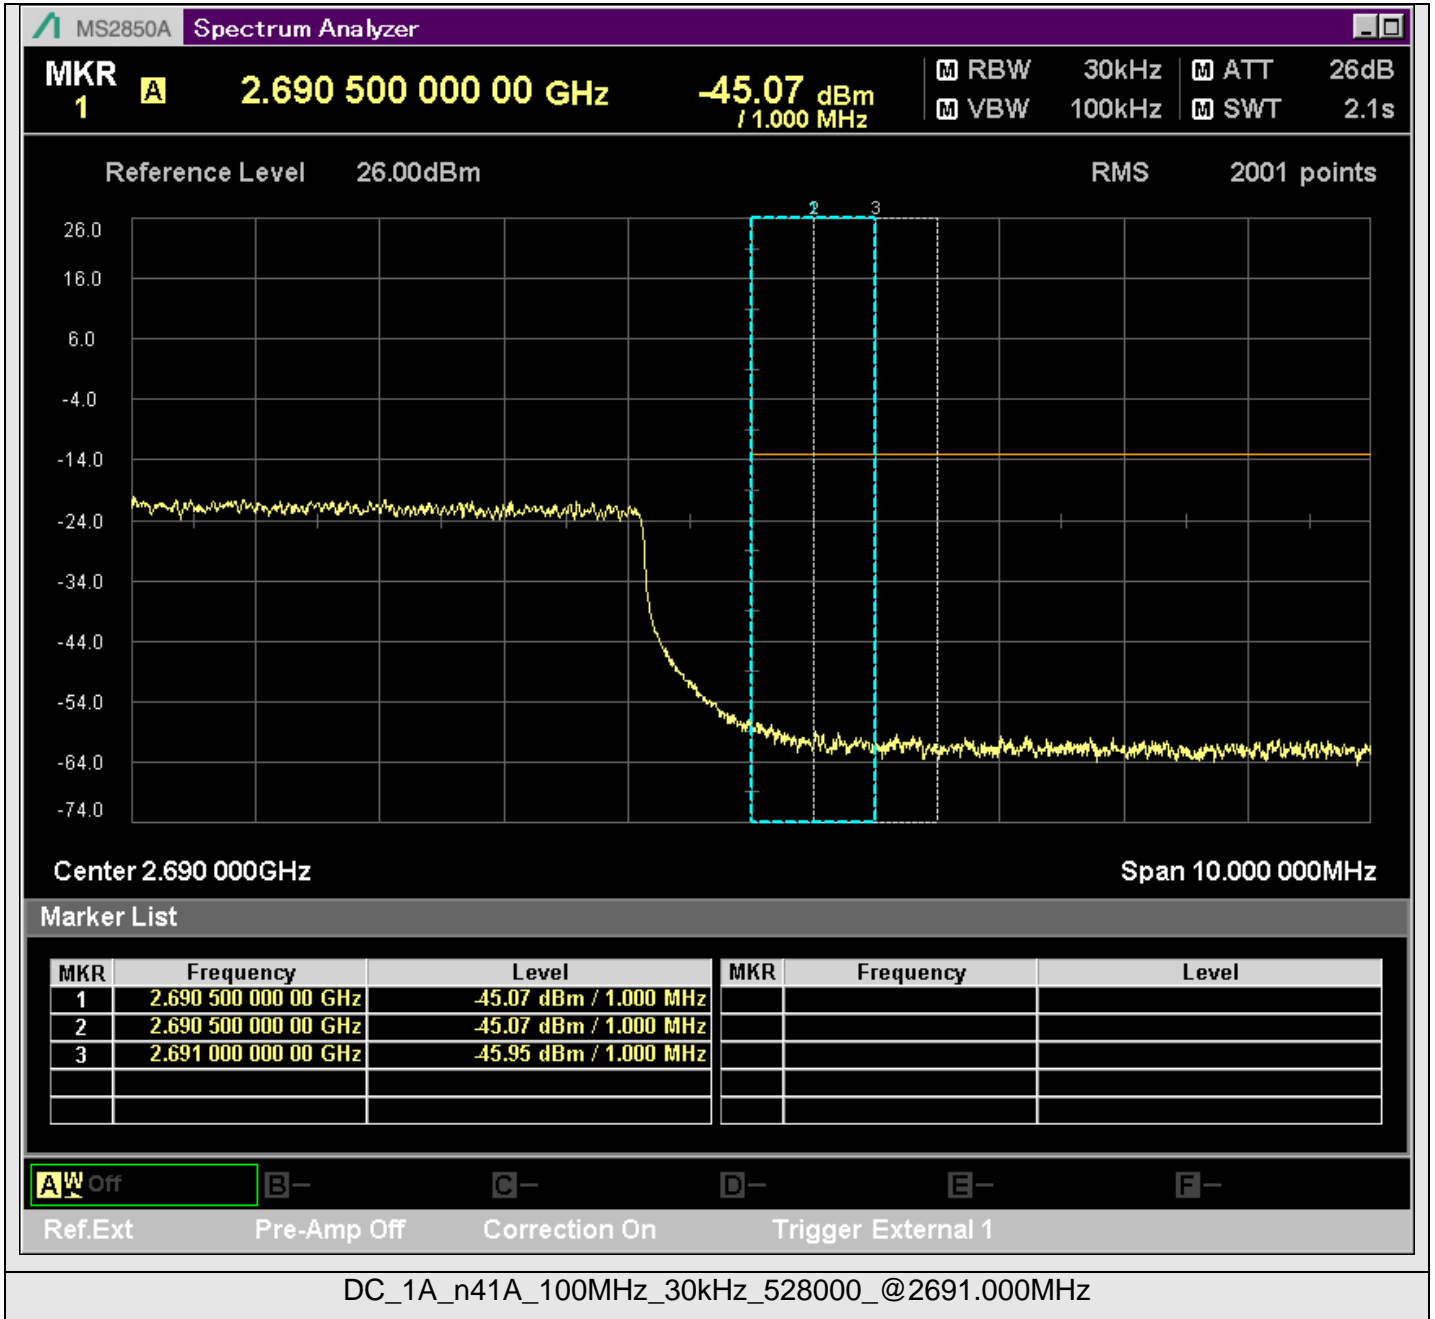 MS2850A Spectrum Analyzer
MKR 1 A 2.690 500 000 00 GHz -45.07 dBm / 1.000 MHz
M RBW 30kHz M ATT 26dB
M VBW 100kHz M SWT 2.1s
Reference Level 26.00dBm RMS 2001 points
2 3
26.0
16.0
6.0
-4.0
-14.0
-24.0
-34.0
-44.0
-54.0
-64.0
-74.0
Center 2.690 000GHz Span 10.000 000MHz
Marker List
MKR Frequency Level MKR Frequency Level
1 2.690 500 000 00 GHz -45.07 dBm / 1.000 MHz
2 2.690 500 000 00 GHz -45.07 dBm / 1.000 MHz
3 2.691 000 000 00 GHz -45.95 dBm / 1.000 MHz
A W Off B– C– D– E– F–
Ref.Ext Pre-Amp Off Correction On Trigger External 1
DC_1A_n41A_100MHz_30kHz_528000_@2691.000MHz